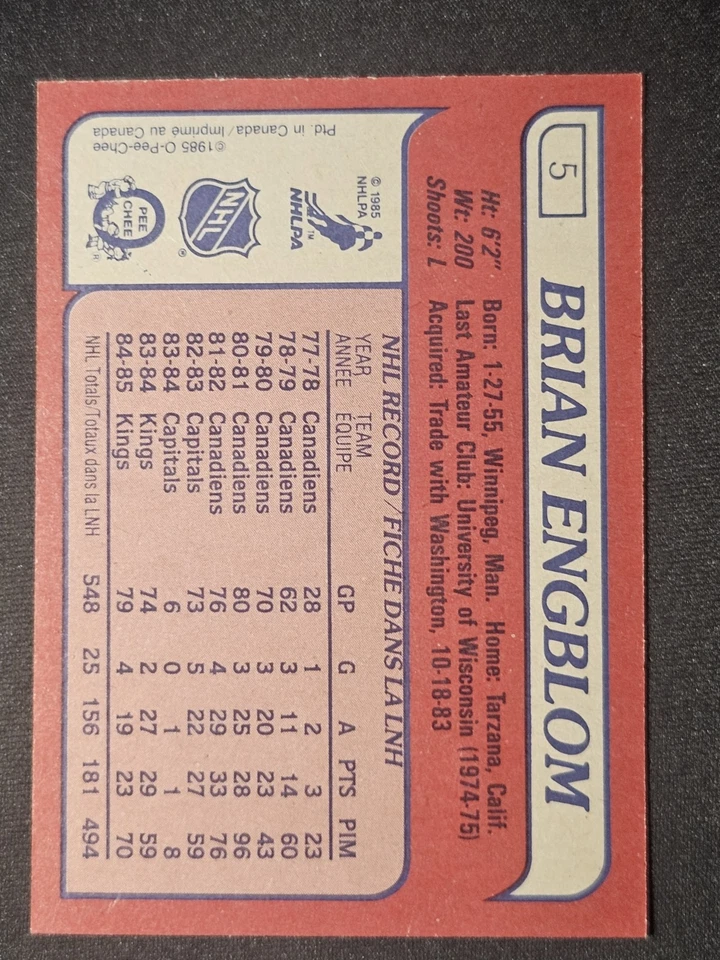 5
BRIAN ENGBLOM
Ht: 6'2" Born: 1-27-55, Winnipeg, Man. Home: Tarzana, Calif.
Wt: 200 Last Amateur Club: University of Wisconsin (1974-75)
Shoots: L Acquired: Trade with Washington, 10-18-83
© 1985
NHLPA
NHLPA
TM
NHL
®
O
PEE
CHEE
R
©1985 O-Pee-Chee
Ptd. in Canada/Imprimé au Canada
NHL RECORD/FICHE DANS LA LNH
YEAR TEAM
ANNÉE ÉQUIPE GP G A PTS PIM
77-78 Canadiens 28 1 2 3 23
78-79 Canadiens 62 3 11 14 60
79-80 Canadiens 70 3 20 23 43
80-81 Canadiens 80 3 25 28 96
81-82 Canadiens 76 4 29 33 76
82-83 Capitals 73 5 22 27 59
83-84 Capitals 6 0 1 1 8
83-84 Kings 74 2 27 29 59
84-85 Kings 79 4 19 23 70
NHL Totals/Totaux dans la LNH 548 25 156 181 494